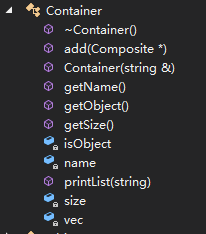 Container
~Container()
add(Composite *)
Container(string &)
getName()
getObject()
getSize()
isObject
name
printList(string)
size
vec